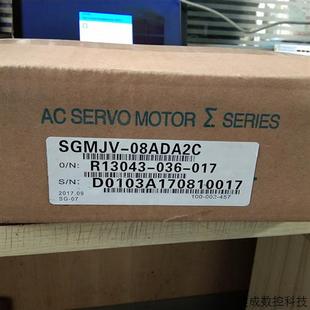 AC SERVO MOTOR Σ SERIES
SGMJV-08ADA2C
O/N: R13043-036-017
S/N: D0103A170810017
2017.09
SG-07 100-002-457
成数控科技